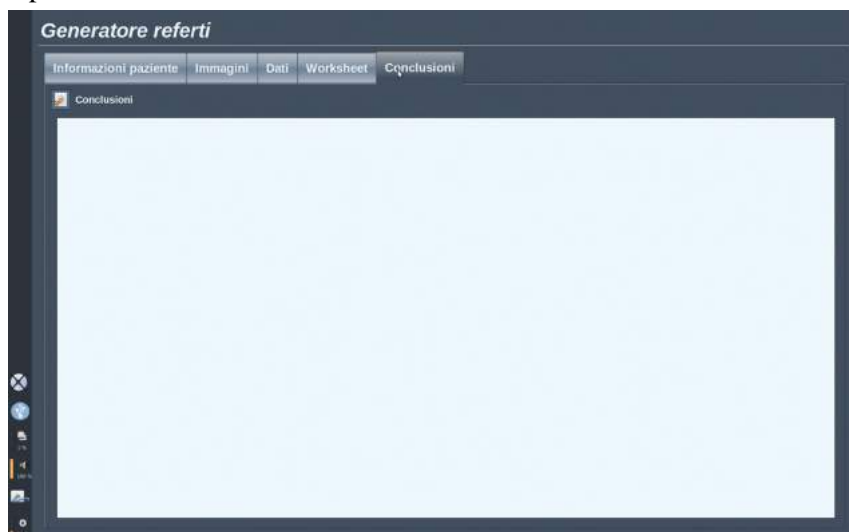 Generatore referti
Informazioni paziente Immagini Dati Worksheet Conclusioni
Conclusioni